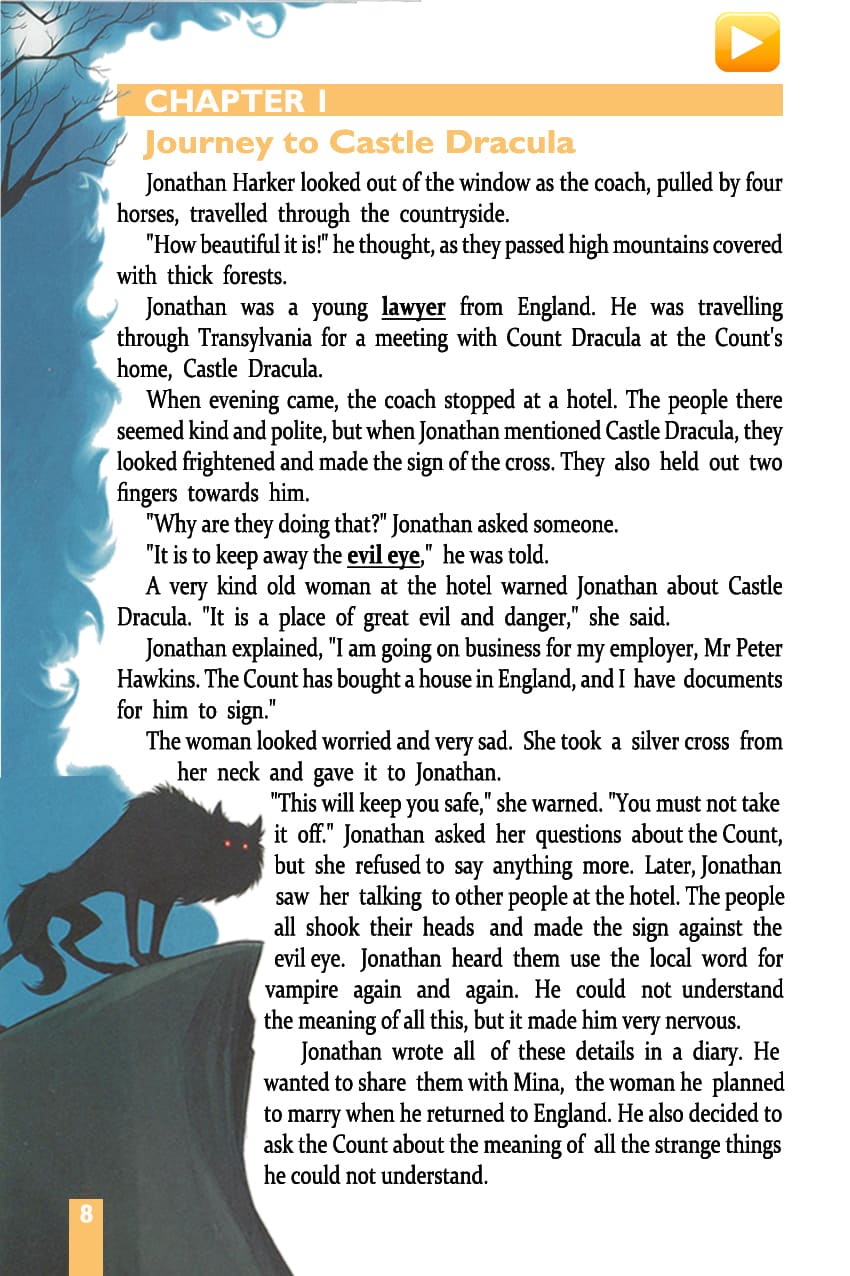 CHAPTER 1
Journey to Castle Dracula
Jonathan Harker looked out of the window as the coach, pulled by four
horses, travelled through the countryside.
"How beautiful it is!" he thought, as they passed high mountains covered
with thick forests.
Jonathan was a young lawyer from England. He was travelling
through Transylvania for a meeting with Count Dracula at the Count's
home, Castle Dracula.
When evening came, the coach stopped at a hotel. The people there
seemed kind and polite, but when Jonathan mentioned Castle Dracula, they
looked frightened and made the sign of the cross. They also held out two
fingers towards him.
"Why are they doing that?" Jonathan asked someone.
"It is to keep away the evil eye," he was told.
A very kind old woman at the hotel warned Jonathan about Castle
Dracula. "It is a place of great evil and danger," she said.
Jonathan explained, "I am going on business for my employer, Mr Peter
Hawkins. The Count has bought a house in England, and I have documents
for him to sign."
The woman looked worried and very sad. She took a silver cross from
her neck and gave it to Jonathan.
"This will keep you safe," she warned. "You must not take
it off." Jonathan asked her questions about the Count,
but she refused to say anything more. Later, Jonathan
saw her talking to other people at the hotel. The people
all shook their heads and made the sign against the
evil eye. Jonathan heard them use the local word for
vampire again and again. He could not understand
the meaning of all this, but it made him very nervous.
Jonathan wrote all of these details in a diary. He
wanted to share them with Mina, the woman he planned
to marry when he returned to England. He also decided to
ask the Count about the meaning of all the strange things
he could not understand.
8